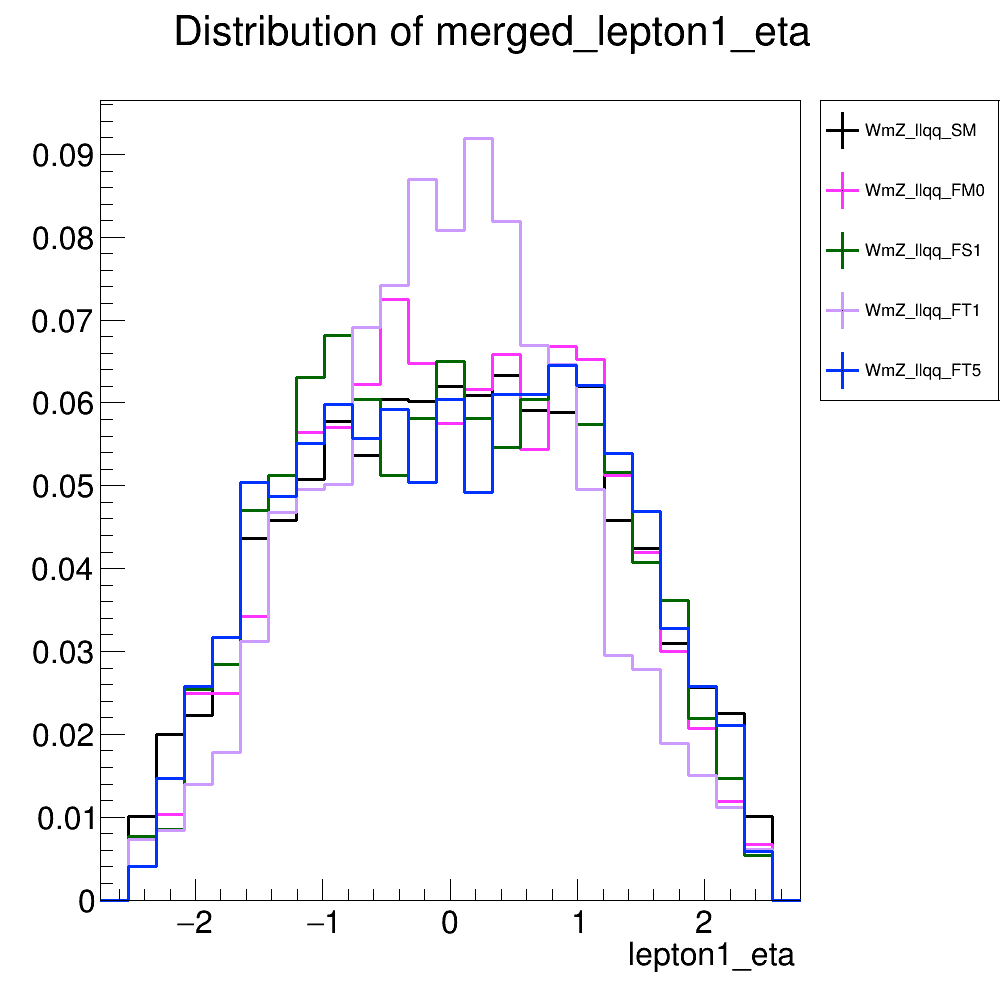 Distribution of merged_lepton1_eta
0.09
0.08
0.07
0.06
0.05
0.04
0.03
0.02
0.01
0
−2
−1
0
1
2
lepton1_eta
WmZ_llqq_SM
WmZ_llqq_FM0
WmZ_llqq_FS1
WmZ_llqq_FT1
WmZ_llqq_FT5